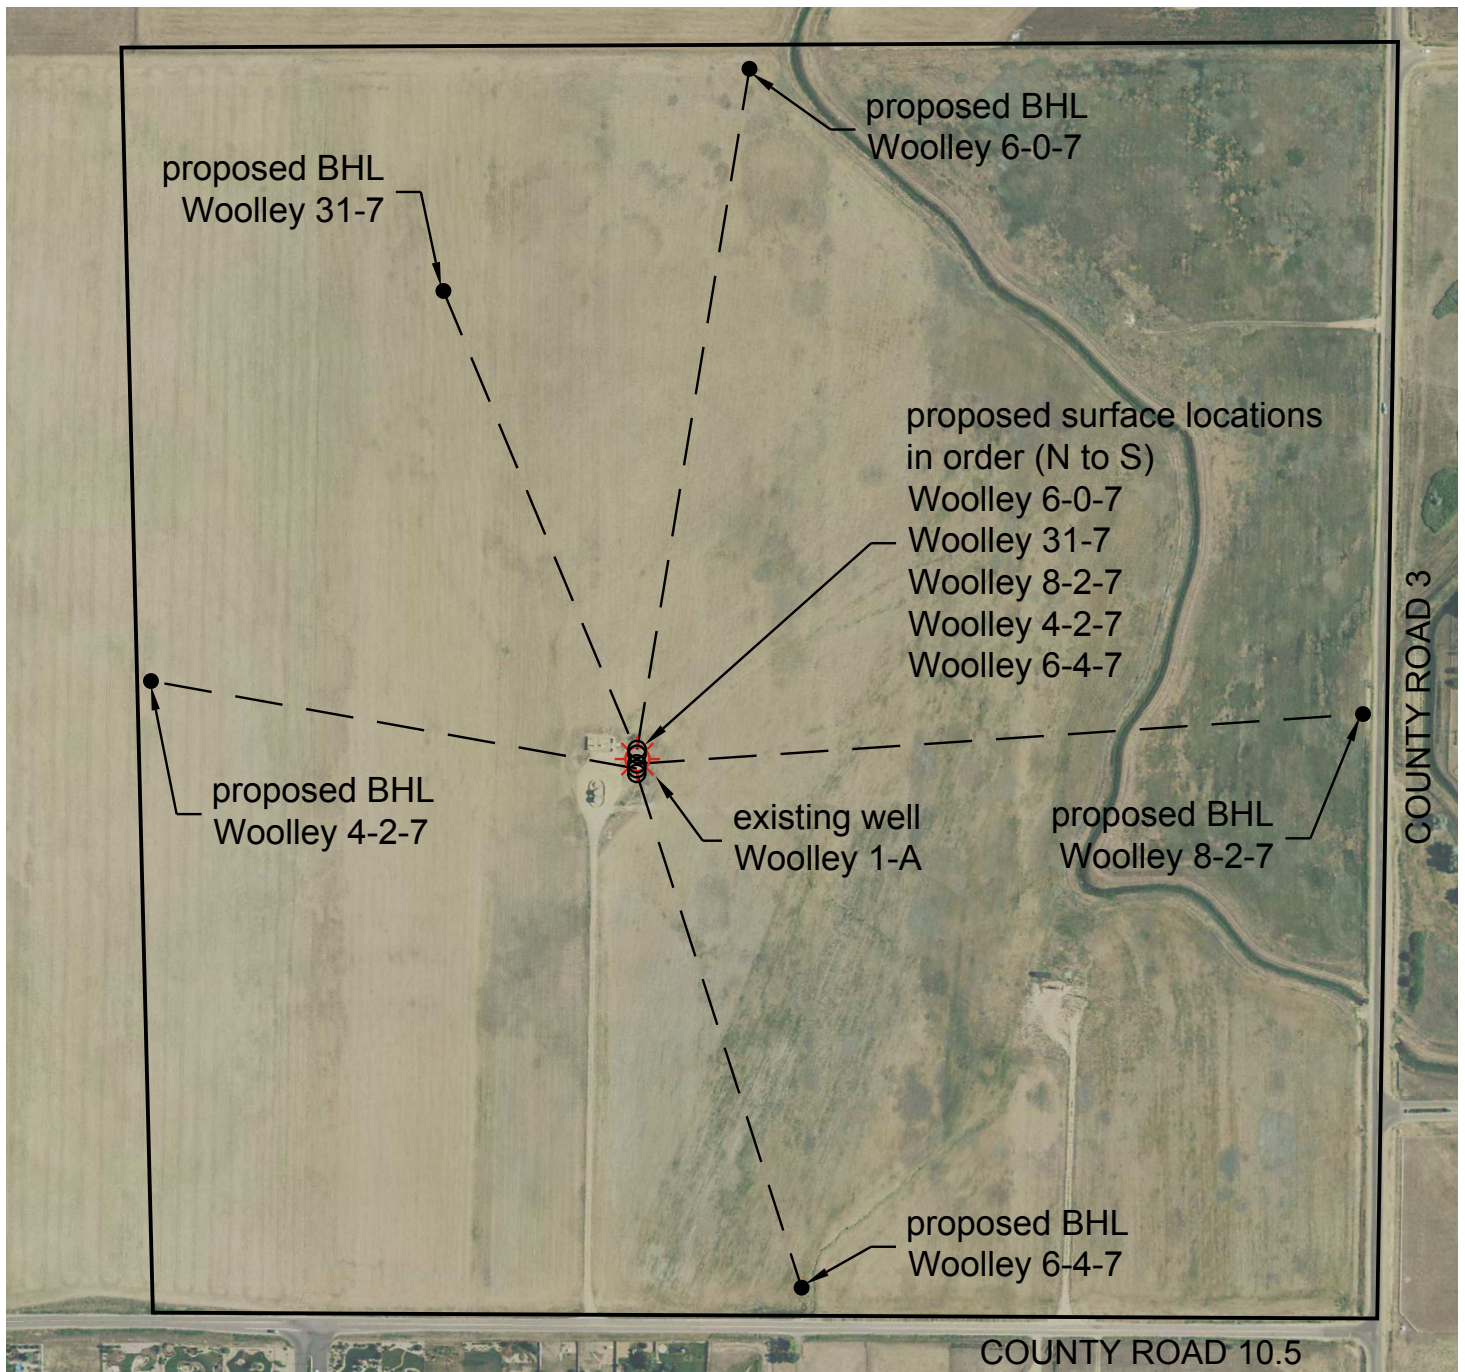 proposed BHL
Woolley 6-0-7
proposed BHL
Woolley 31-7
proposed surface locations
in order (N to S)
Woolley 6-0-7
Woolley 31-7
Woolley 8-2-7
Woolley 4-2-7
Woolley 6-4-7
COUNTY ROAD 3
proposed BHL
Woolley 4-2-7
existing well
Woolley 1-A
proposed BHL
Woolley 8-2-7
proposed BHL
Woolley 6-4-7
COUNTY ROAD 10.5